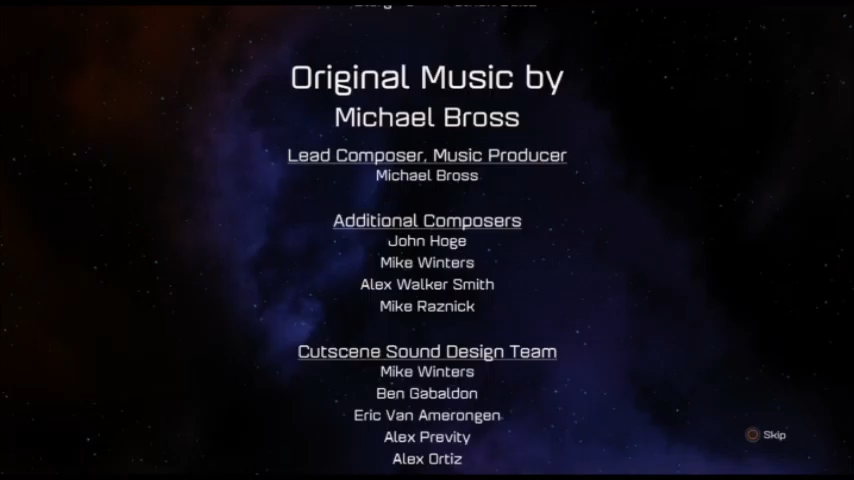 Original Music by
Michael Bross
Lead Composer, Music Producer
Michael Bross
Additional Composers
John Hoge
Mike Winters
Alex Walker Smith
Mike Raznick
Cutscene Sound Design Team
Mike Winters
Ben Gabaldon
Eric Van Amerongen
Alex Previty
Alex Ortiz
Skip